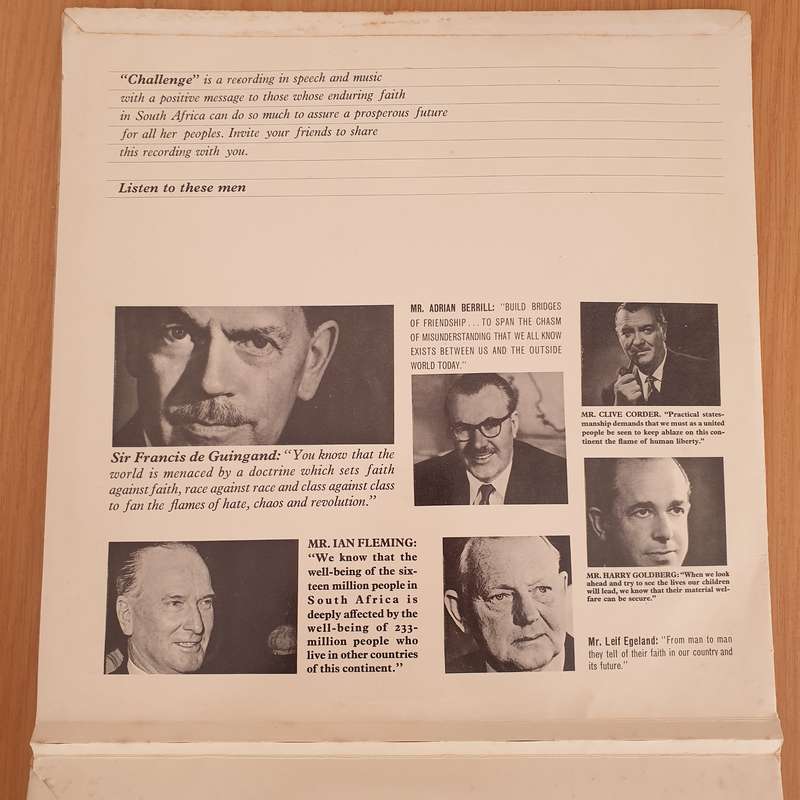 “Challenge” is a recording in speech and music
with a positive message to those whose enduring faith
in South Africa can do so much to assure a prosperous future
for all her peoples. Invite your friends to share
this recording with you.
Listen to these men
Sir Francis de Guingand: “You know that the
world is menaced by a doctrine which sets faith
against faith, race against race and class against class
to fan the flames of hate, chaos and revolution.”
MR. ADRIAN BERRILL: “BUILD BRIDGES
OF FRIENDSHIP . . . TO SPAN THE CHASM
OF MISUNDERSTANDING THAT WE ALL KNOW
EXISTS BETWEEN US AND THE OUTSIDE
WORLD TODAY.”
MR. CLIVE CORDER. “Practical states-
manship demands that we must as a united
people be seen to keep ablaze on this con-
tinent the flame of human liberty.”
MR. IAN FLEMING:
“We know that the
well-being of the six-
teen million people in
South Africa is
deeply affected by the
well-being of 233-
million people who
live in other countries
of this continent.”
MR. HARRY GOLDBERG: “When we look
ahead and try to see the lives our children
will lead, we know that their material wel-
fare can be secure.”
Mr. Leif Egeland: “From man to man
they tell of their faith in our country and
its future.”